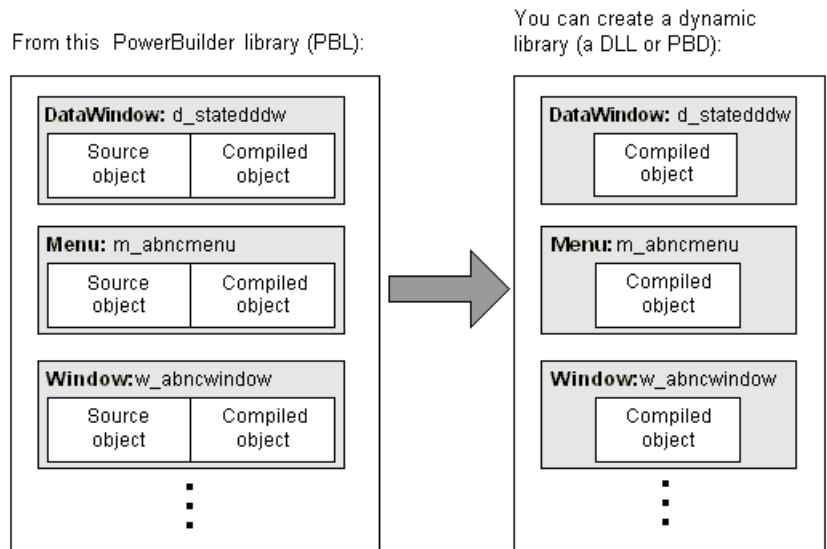 From this PowerBuilder library (PBL):
DataWindow: d_statedddw
Source
object
Compiled
object
Menu: m_abncmenu
Source
object
Compiled
object
Window:w_abncwindow
Source
object
Compiled
object
You can create a dynamic
library (a DLL or PBD):
DataWindow: d_statedddw
Compiled
object
Menu: m_abncmenu
Compiled
object
Window:w_abncwindow
Compiled
object